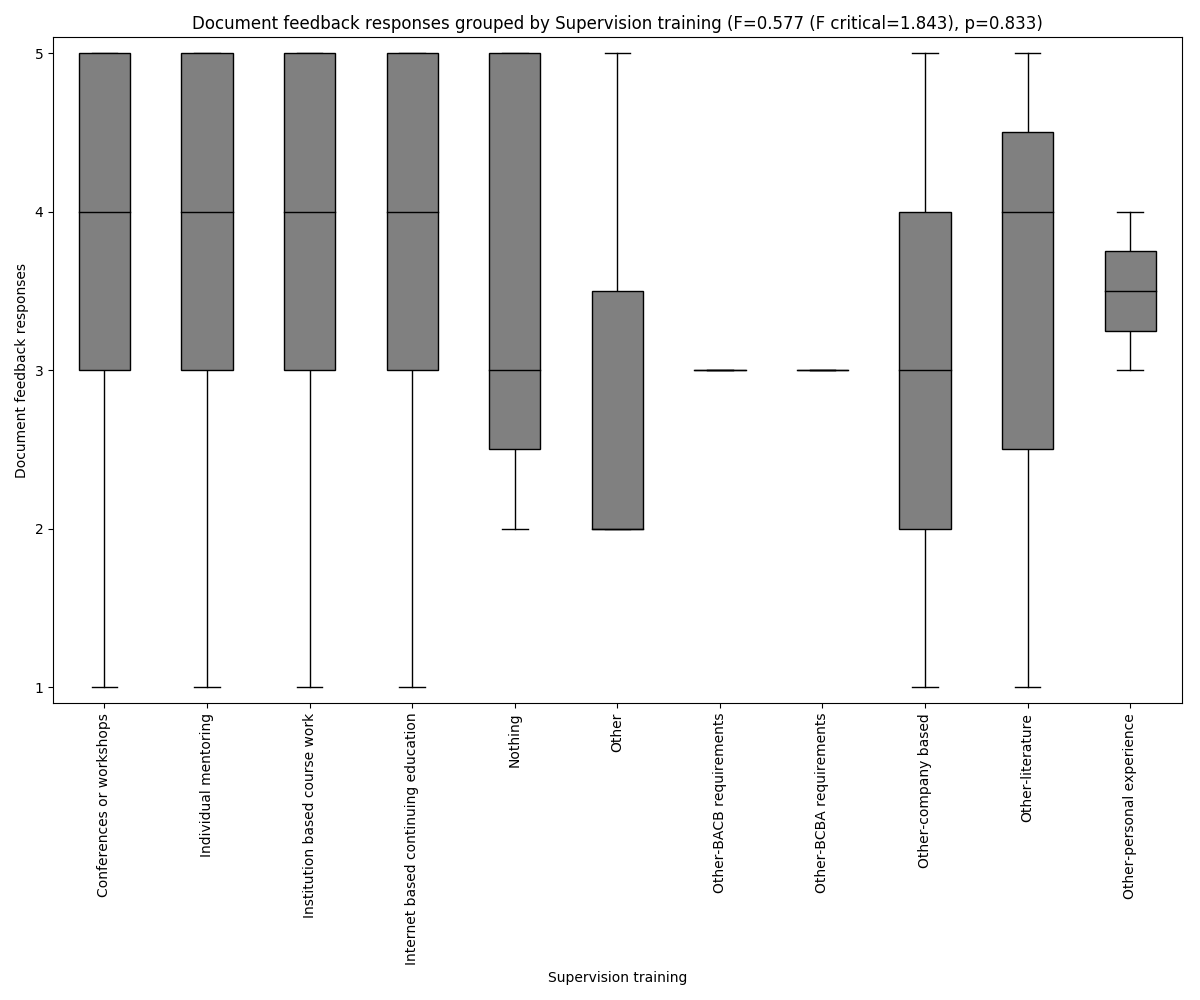 Document feedback responses grouped by Supervision training (F=0.577 (F critical=1.843), p=0.833)
Document feedback responses
5
4
3
2
1
Conferences or workshops
Individual mentoring
Institution based course work
Internet based continuing education
Nothing
Other
Other-BACB requirements
Other-BCBA requirements
Other-company based
Other-literature
Other-personal experience
Supervision training